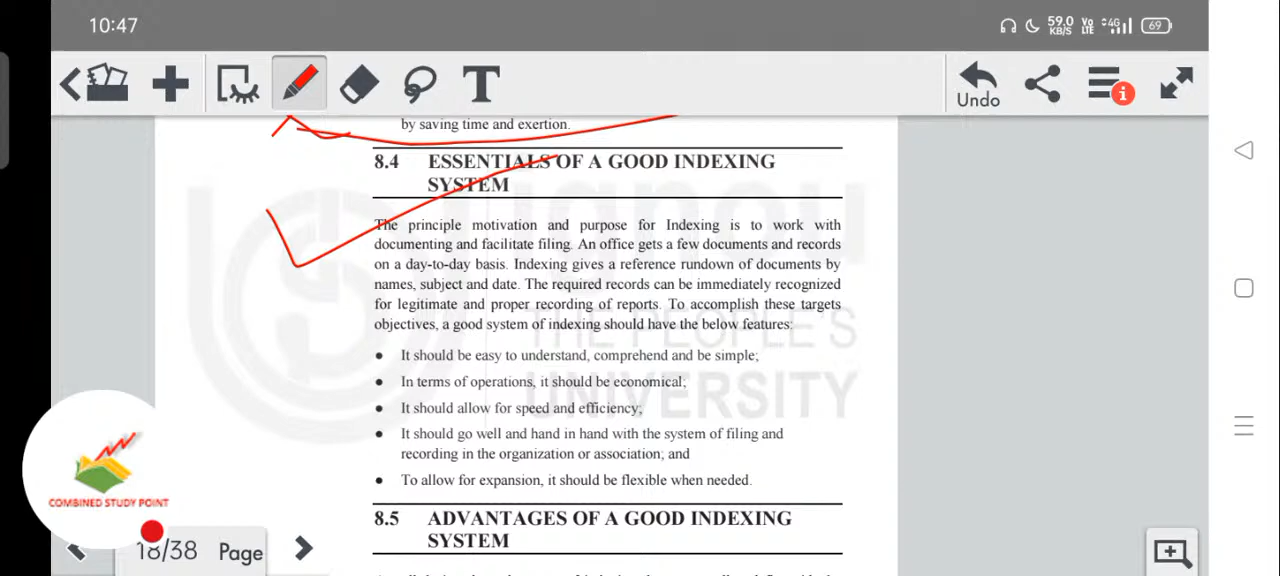 10:47
59.0 KB/S Vo LTE 4G 69
Undo
by saving time and exertion.
8.4 ESSENTIALS OF A GOOD INDEXING
SYSTEM
The principle motivation and purpose for Indexing is to work with
documenting and facilitate filing. An office gets a few documents and records
on a day-to-day basis. Indexing gives a reference rundown of documents by
names, subject and date. The required records can be immediately recognized
for legitimate and proper recording of reports. To accomplish these targets
objectives, a good system of indexing should have the below features:
• It should be easy to understand, comprehend and be simple;
• In terms of operations, it should be economical;
• It should allow for speed and efficiency;
• It should go well and hand in hand with the system of filing and
recording in the organization or association; and
• To allow for expansion, it should be flexible when needed.
8.5 ADVANTAGES OF A GOOD INDEXING
SYSTEM
ignou
THE PEOPLE'S
UNIVERSITY
COMBINED STUDY POINT
18/38 Page